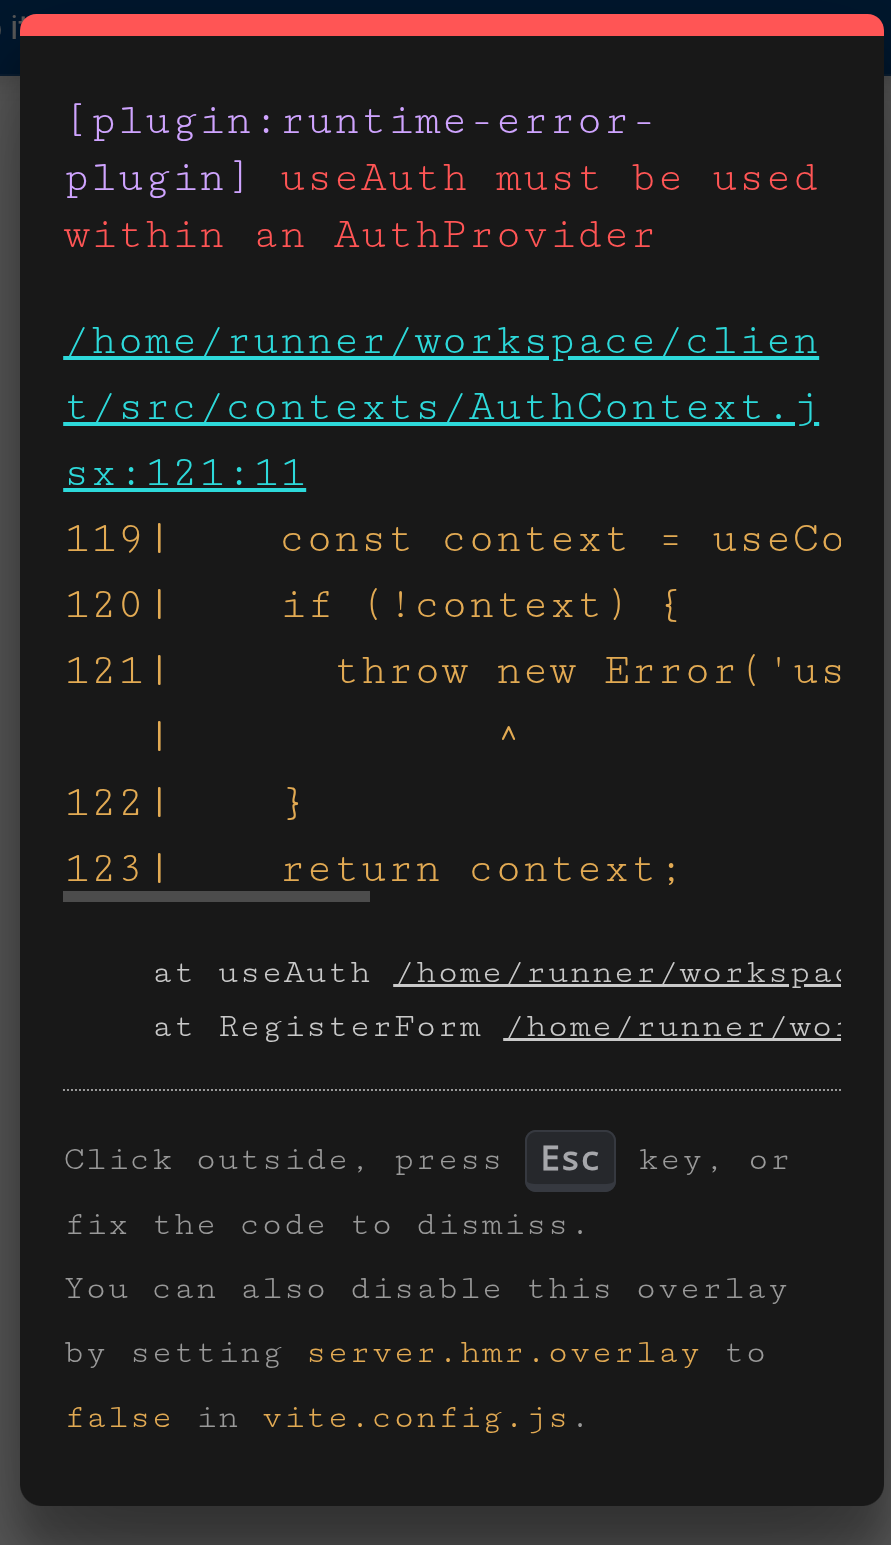 [plugin:runtime-error-
plugin] useAuth must be used
within an AuthProvider
/home/runner/workspace/clien
t/src/contexts/AuthContext.j
sx:121:11
119|    const context = useCo
120|    if (!context) {
121|      throw new Error('us
   |            ^
122|    }
123|    return context;
at useAuth /home/runner/workspac
at RegisterForm /home/runner/wor
Click outside, press Esc key, or
fix the code to dismiss.
You can also disable this overlay
by setting server.hmr.overlay to
false in vite.config.js.